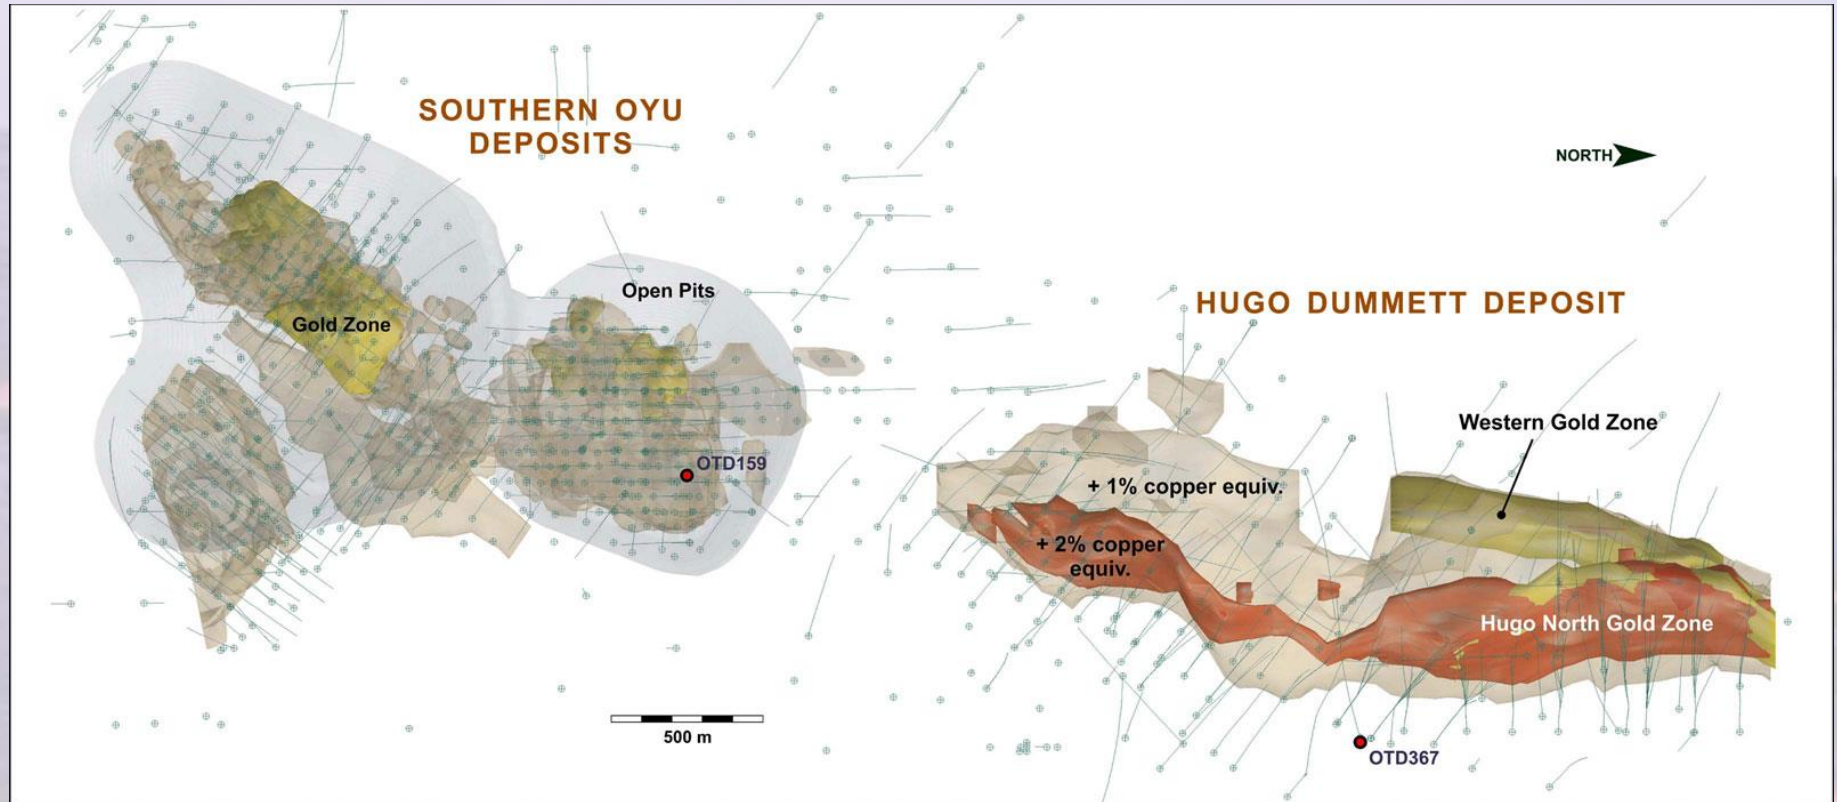 SOUTHERN OYU
DEPOSITS
NORTH
Open Pits
HUGO DUMMETT DEPOSIT
Gold Zone
Western Gold Zone
OTD159
+ 1% copper equiv.
+ 2% copper
equiv.
Hugo North Gold Zone
500 m
OTD367